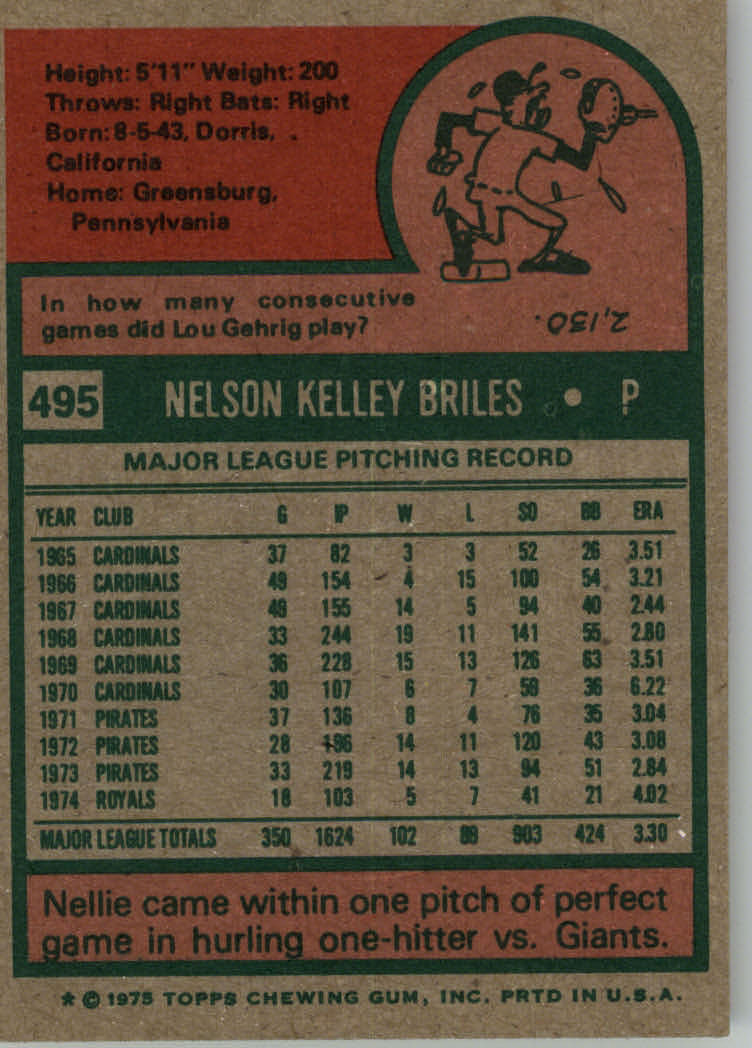 Height: 5'11" Weight: 200
Throws: Right Bats: Right
Born: 8-5-43, Dorris,
California
Home: Greensburg,
Pennsylvania
In how many consecutive
games did Lou Gehrig play?
2,130.
495 NELSON KELLEY BRILES • P
MAJOR LEAGUE PITCHING RECORD
YEAR CLUB G IP W L SO BB ERA
1965 CARDINALS 37 82 3 3 52 26 3.51
1966 CARDINALS 49 154 4 15 100 54 3.21
1967 CARDINALS 49 155 14 5 94 40 2.44
1968 CARDINALS 33 244 19 11 141 55 2.80
1969 CARDINALS 36 228 15 13 126 63 3.51
1970 CARDINALS 30 107 6 7 59 36 6.22
1971 PIRATES 37 136 8 4 76 35 3.04
1972 PIRATES 28 196 14 11 120 43 3.08
1973 PIRATES 33 219 14 13 94 51 2.84
1974 ROYALS 18 103 5 7 41 21 4.02
MAJOR LEAGUE TOTALS 350 1624 102 89 903 424 3.30
Nellie came within one pitch of perfect
game in hurling one-hitter vs. Giants.
* © 1975 TOPPS CHEWING GUM, INC. PRTD IN U.S.A.